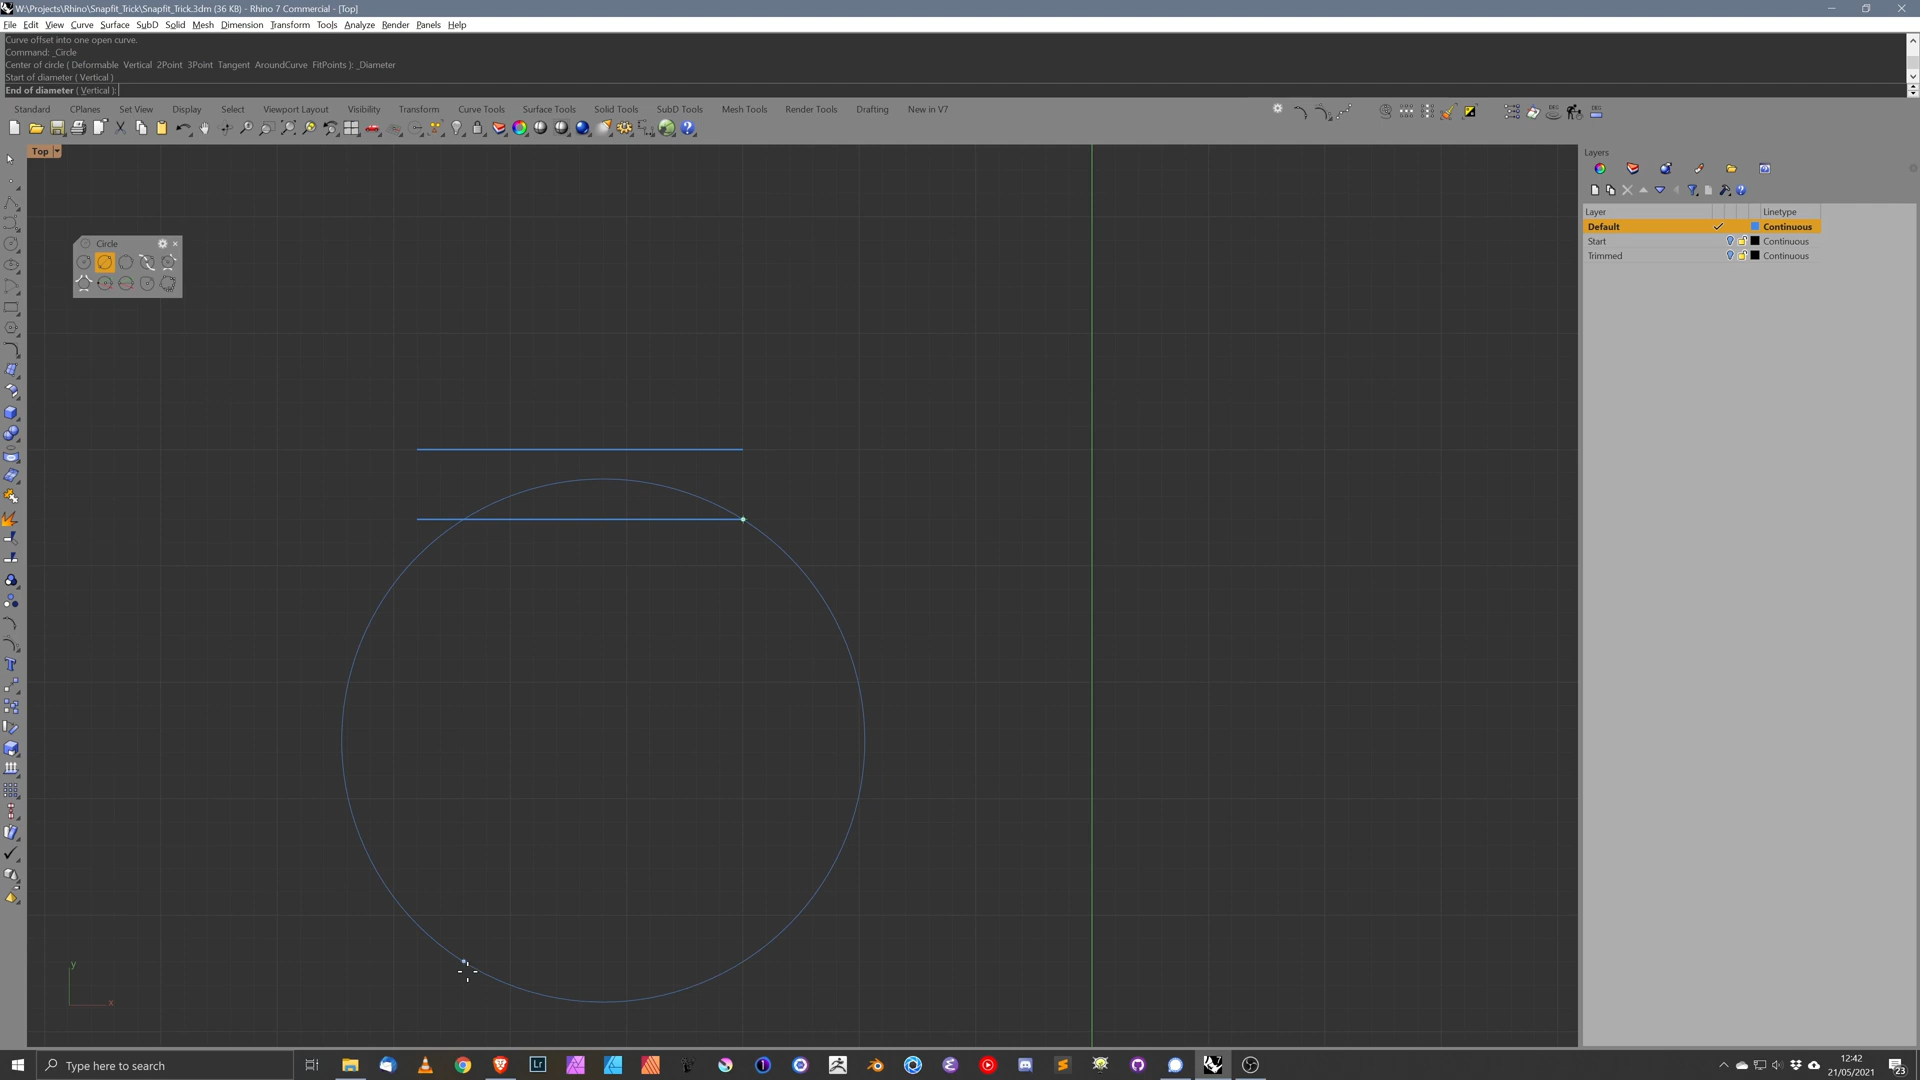 W:\Projects\Rhino\Snapfit_Trick\Snapfit_Trick.3dm (36 KB) - Rhino 7 Commercial - [Top]
File Edit View Curve Surface SubD Solid Mesh Dimension Transform Tools Analyze Render Panels Help
Curve offset into one open curve.
Command: _Circle
Center of circle ( Deformable Vertical 2Point 3Point Tangent AroundCurve FitPoints ): _Diameter
Start of diameter ( Vertical )
End of diameter ( Vertical ):
Standard CPlanes Set View Display Select Viewport Layout Visibility Transform Curve Tools Surface Tools Solid Tools SubD Tools Mesh Tools Render Tools Drafting New in V7
Top
Layers
Circle
Layer Linetype
Default Continuous
Start Continuous
Trimmed Continuous
y
x
Type here to search
12:42
21/05/2021
23